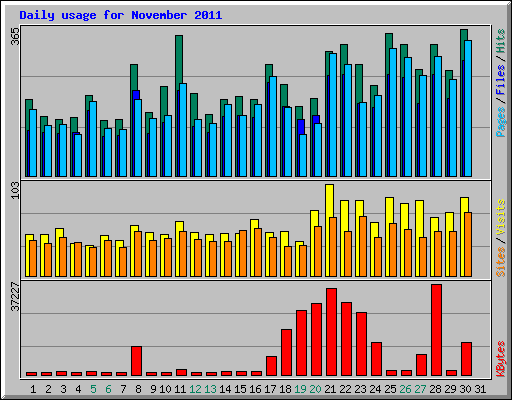 Daily usage for November 2011
365
Pages / Files / Hits
103
Sites / Visits
37227
KBytes
1 2 3 4 5 6 7 8 9 10 11 12 13 14 15 16 17 18 19 20 21 22 23 24 25 26 27 28 29 30 31